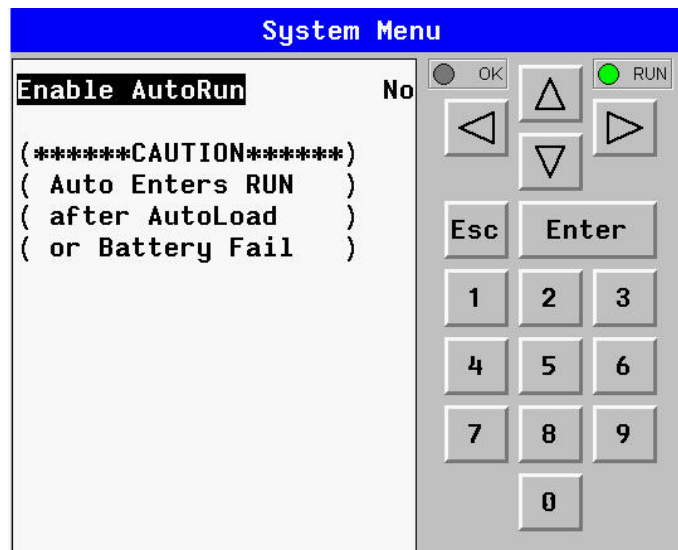 System Menu
Enable AutoRun No
(******CAUTION******)
( Auto Enters RUN )
( after AutoLoad )
( or Battery Fail )
OK RUN
Esc Enter
1 2 3
4 5 6
7 8 9
0